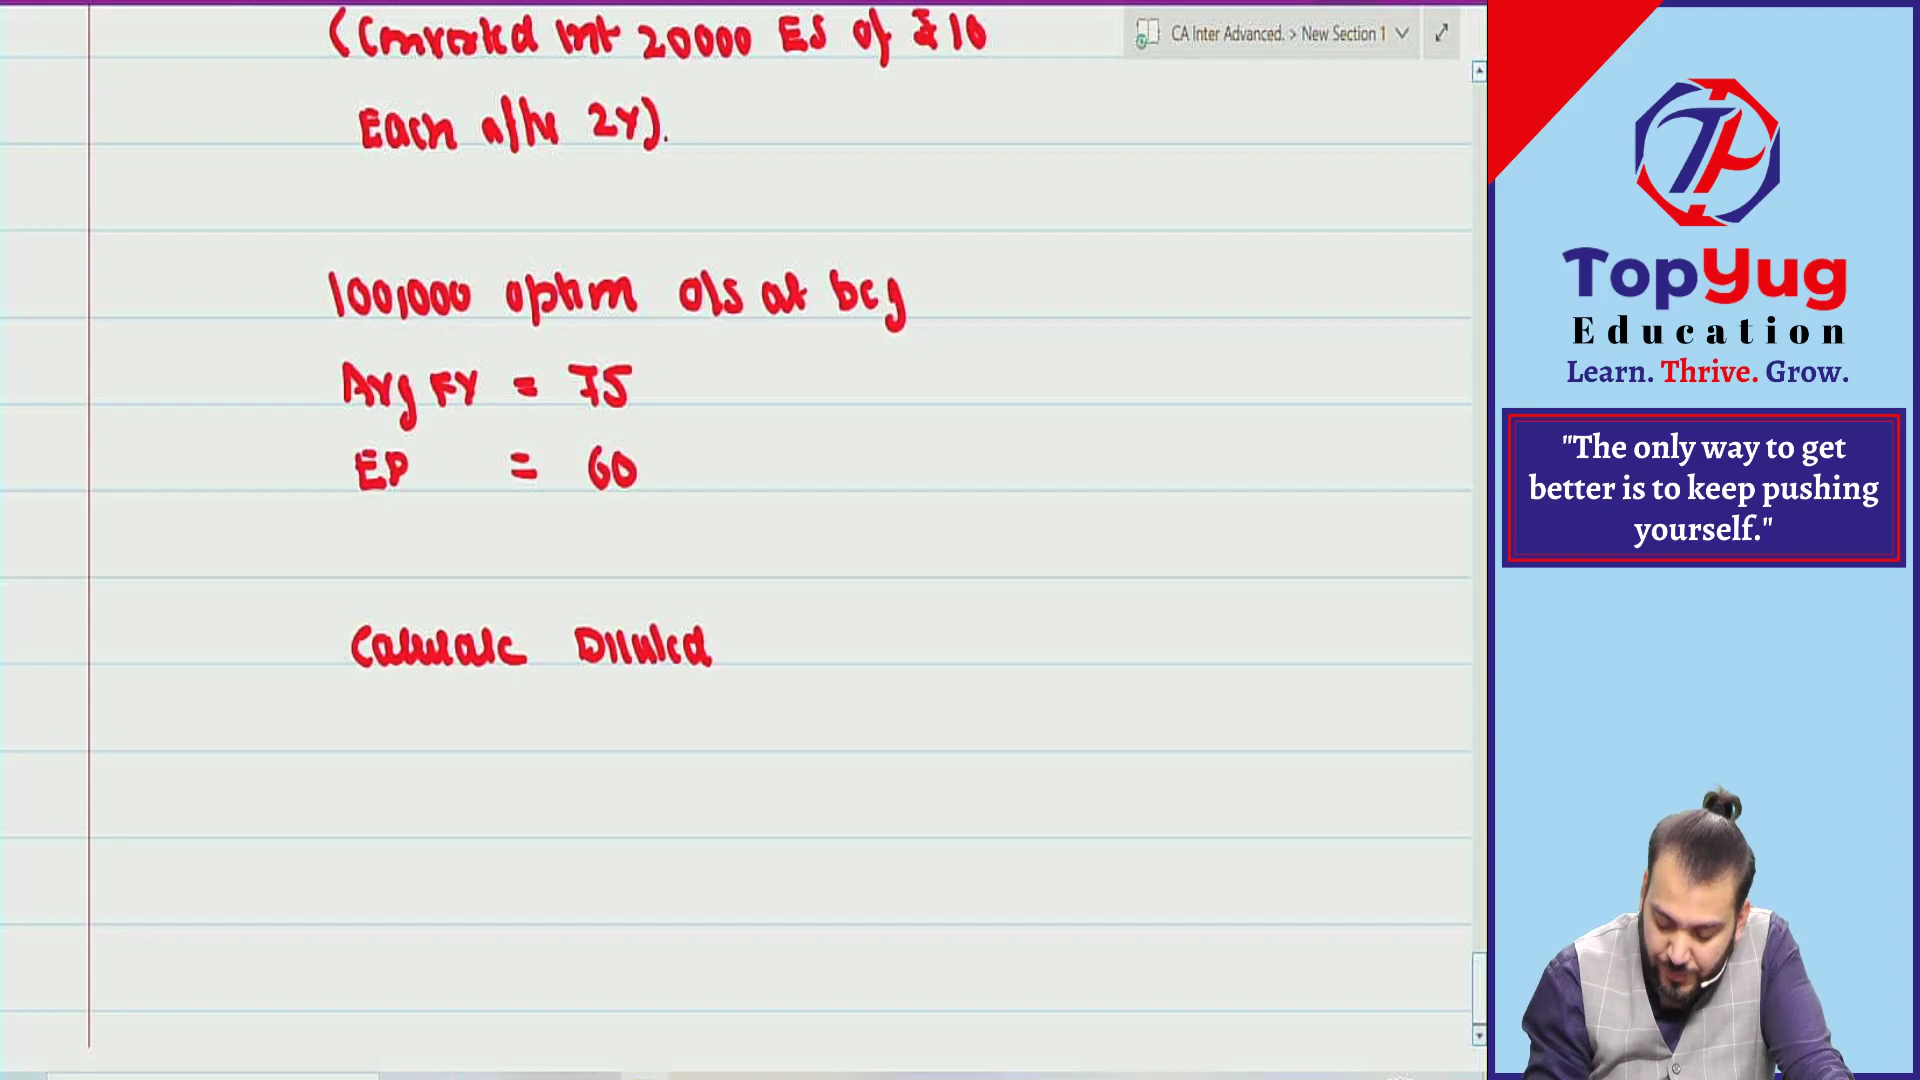 (Converted int 20000 ES of ₹10
CA Inter Advanced. > New Section 1
Each after 2Y).
100,000 option o/s at beg
Avg FV = 75
EP = 60
Calculate Diluted
TopYug
Education
Learn. Thrive. Grow.
"The only way to get
better is to keep pushing
yourself."